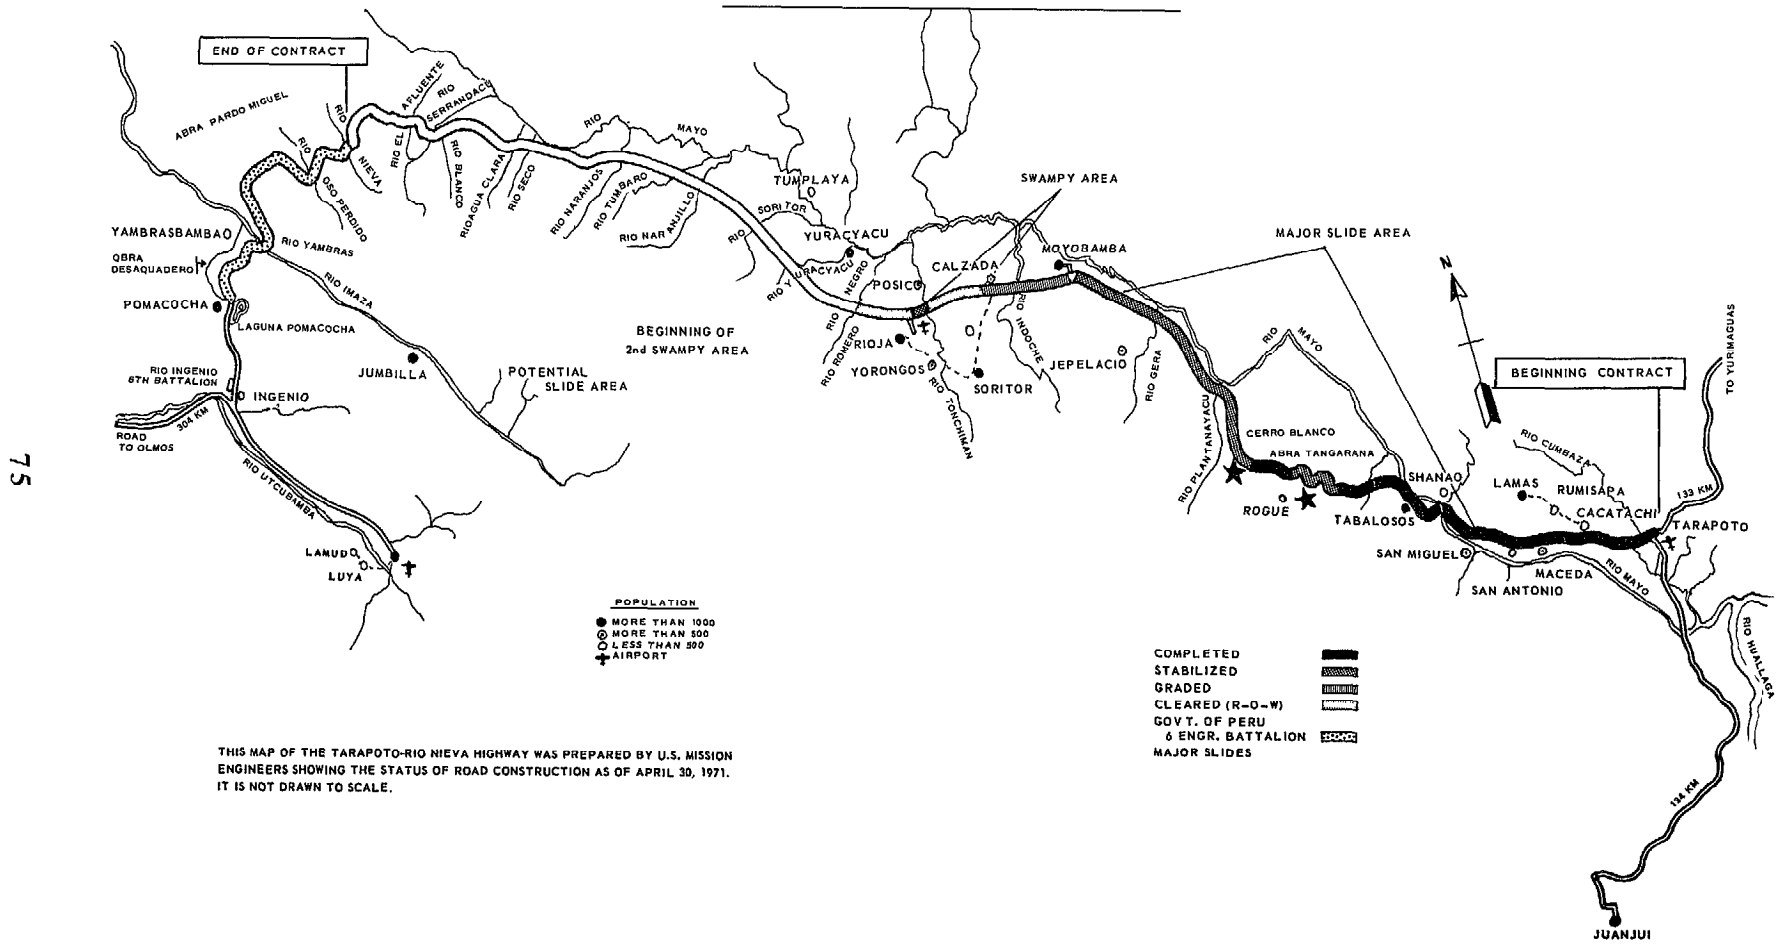 END OF CONTRACT
ABRA PARDO MIGUEL
RIO
RIO
OSO PERDIDO
NIEVA
RIO EL
AFLUENTE
RIO
SERRANDACU
RIO BLANCO
RIO AGUA CLARA
RIO SECO
RIO
MAYO
RIO NARANJOS
RIO TUMBARO
RIO NARANJILLO
TUMPLAYA
SORITOR
RIO
YURACYACU
RIO YURACYACU
RIO NEGRO
POSIC
CALZADA
SWAMPY AREA
MOYOBAMBA
MAJOR SLIDE AREA
YAMBRASBAMBAO
RIO YAMBRAS
QBRA
DESAQUADERO
RIO IMAZA
POMACOCHA
LAGUNA POMACOCHA
BEGINNING OF
2nd SWAMPY AREA
RIO ROMERO
RIOJA
YORONGOS
RIO
TONCHIMAN
SORITOR
RIO
INDOCHE
JEPELACIO
RIO GERA
RIO
MAYO
N
BEGINNING CONTRACT
TO YURIMAGUAS
RIO INGENIO
6TH BATTALION
JUMBILLA
POTENTIAL
SLIDE AREA
INGENIO
304 KM
ROAD
TO OLMOS
RIO UTCUBAMBA
RIO PLANTANAYACU
CERRO BLANCO
ABRA TANGARANA
RIO CUMBAZA
SHANAO
LAMAS
RUMISAPA
CACATACHI
133 KM
TARAPOTO
ROGUE
TABALOSOS
SAN MIGUEL
MACEDA
SAN ANTONIO
RIO MAYO
RIO HUALLAGA
75
LAMUD
LUYA
POPULATION
MORE THAN 1000
MORE THAN 500
LESS THAN 500
AIRPORT
COMPLETED
STABILIZED
GRADED
CLEARED (R-O-W)
GOVT. OF PERU
6 ENGR. BATTALION
MAJOR SLIDES
THIS MAP OF THE TARAPOTO-RIO NIEVA HIGHWAY WAS PREPARED BY U.S. MISSION
ENGINEERS SHOWING THE STATUS OF ROAD CONSTRUCTION AS OF APRIL 30, 1971.
IT IS NOT DRAWN TO SCALE.
134 KM
JUANJUI